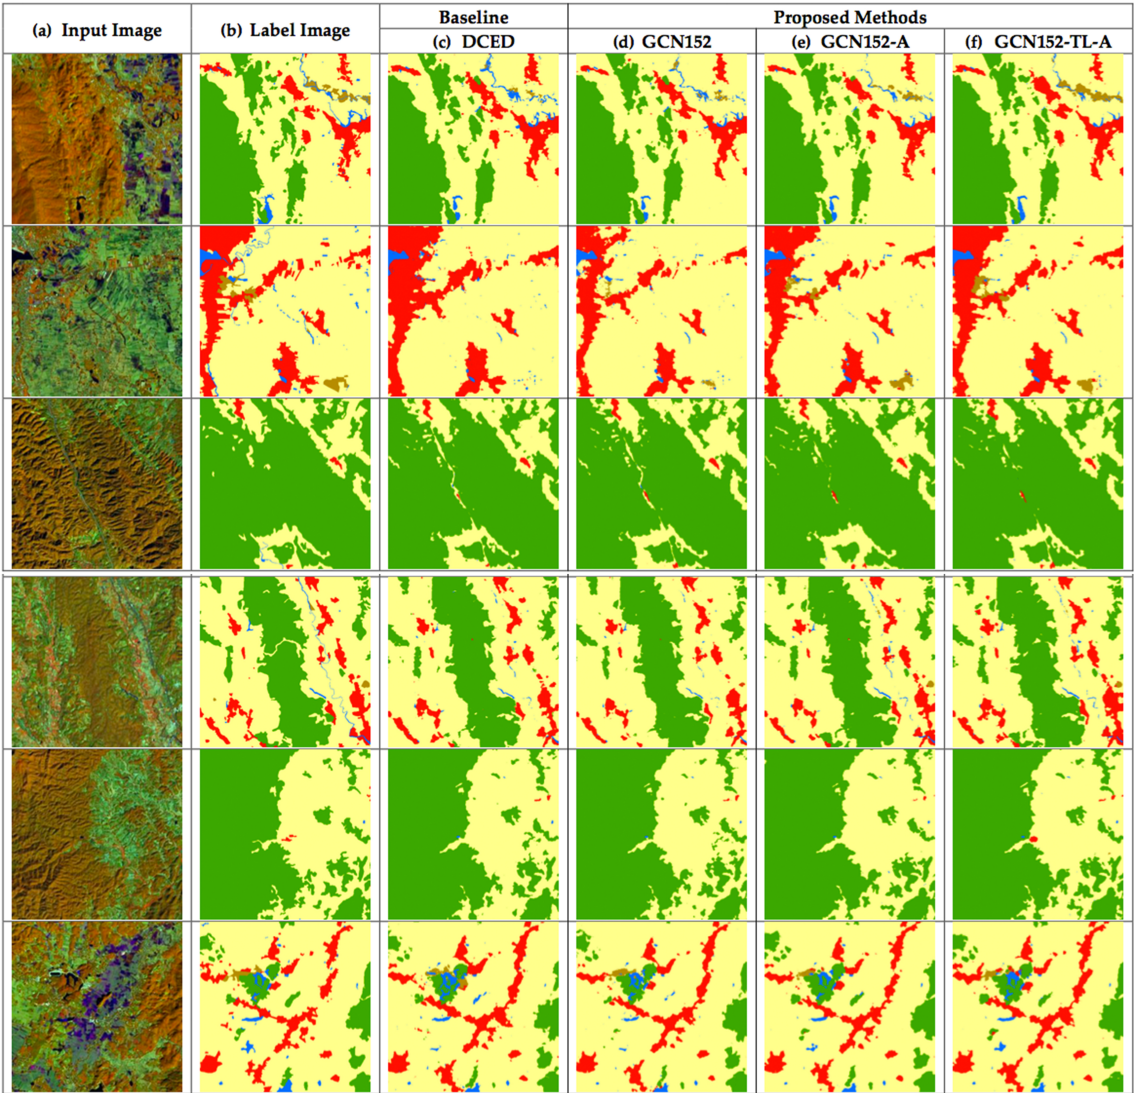 Baseline
Proposed Methods
(a) Input Image
(b) Label Image
(c) DCED
(d) GCN152
(e) GCN152-A
(f) GCN152-TL-A